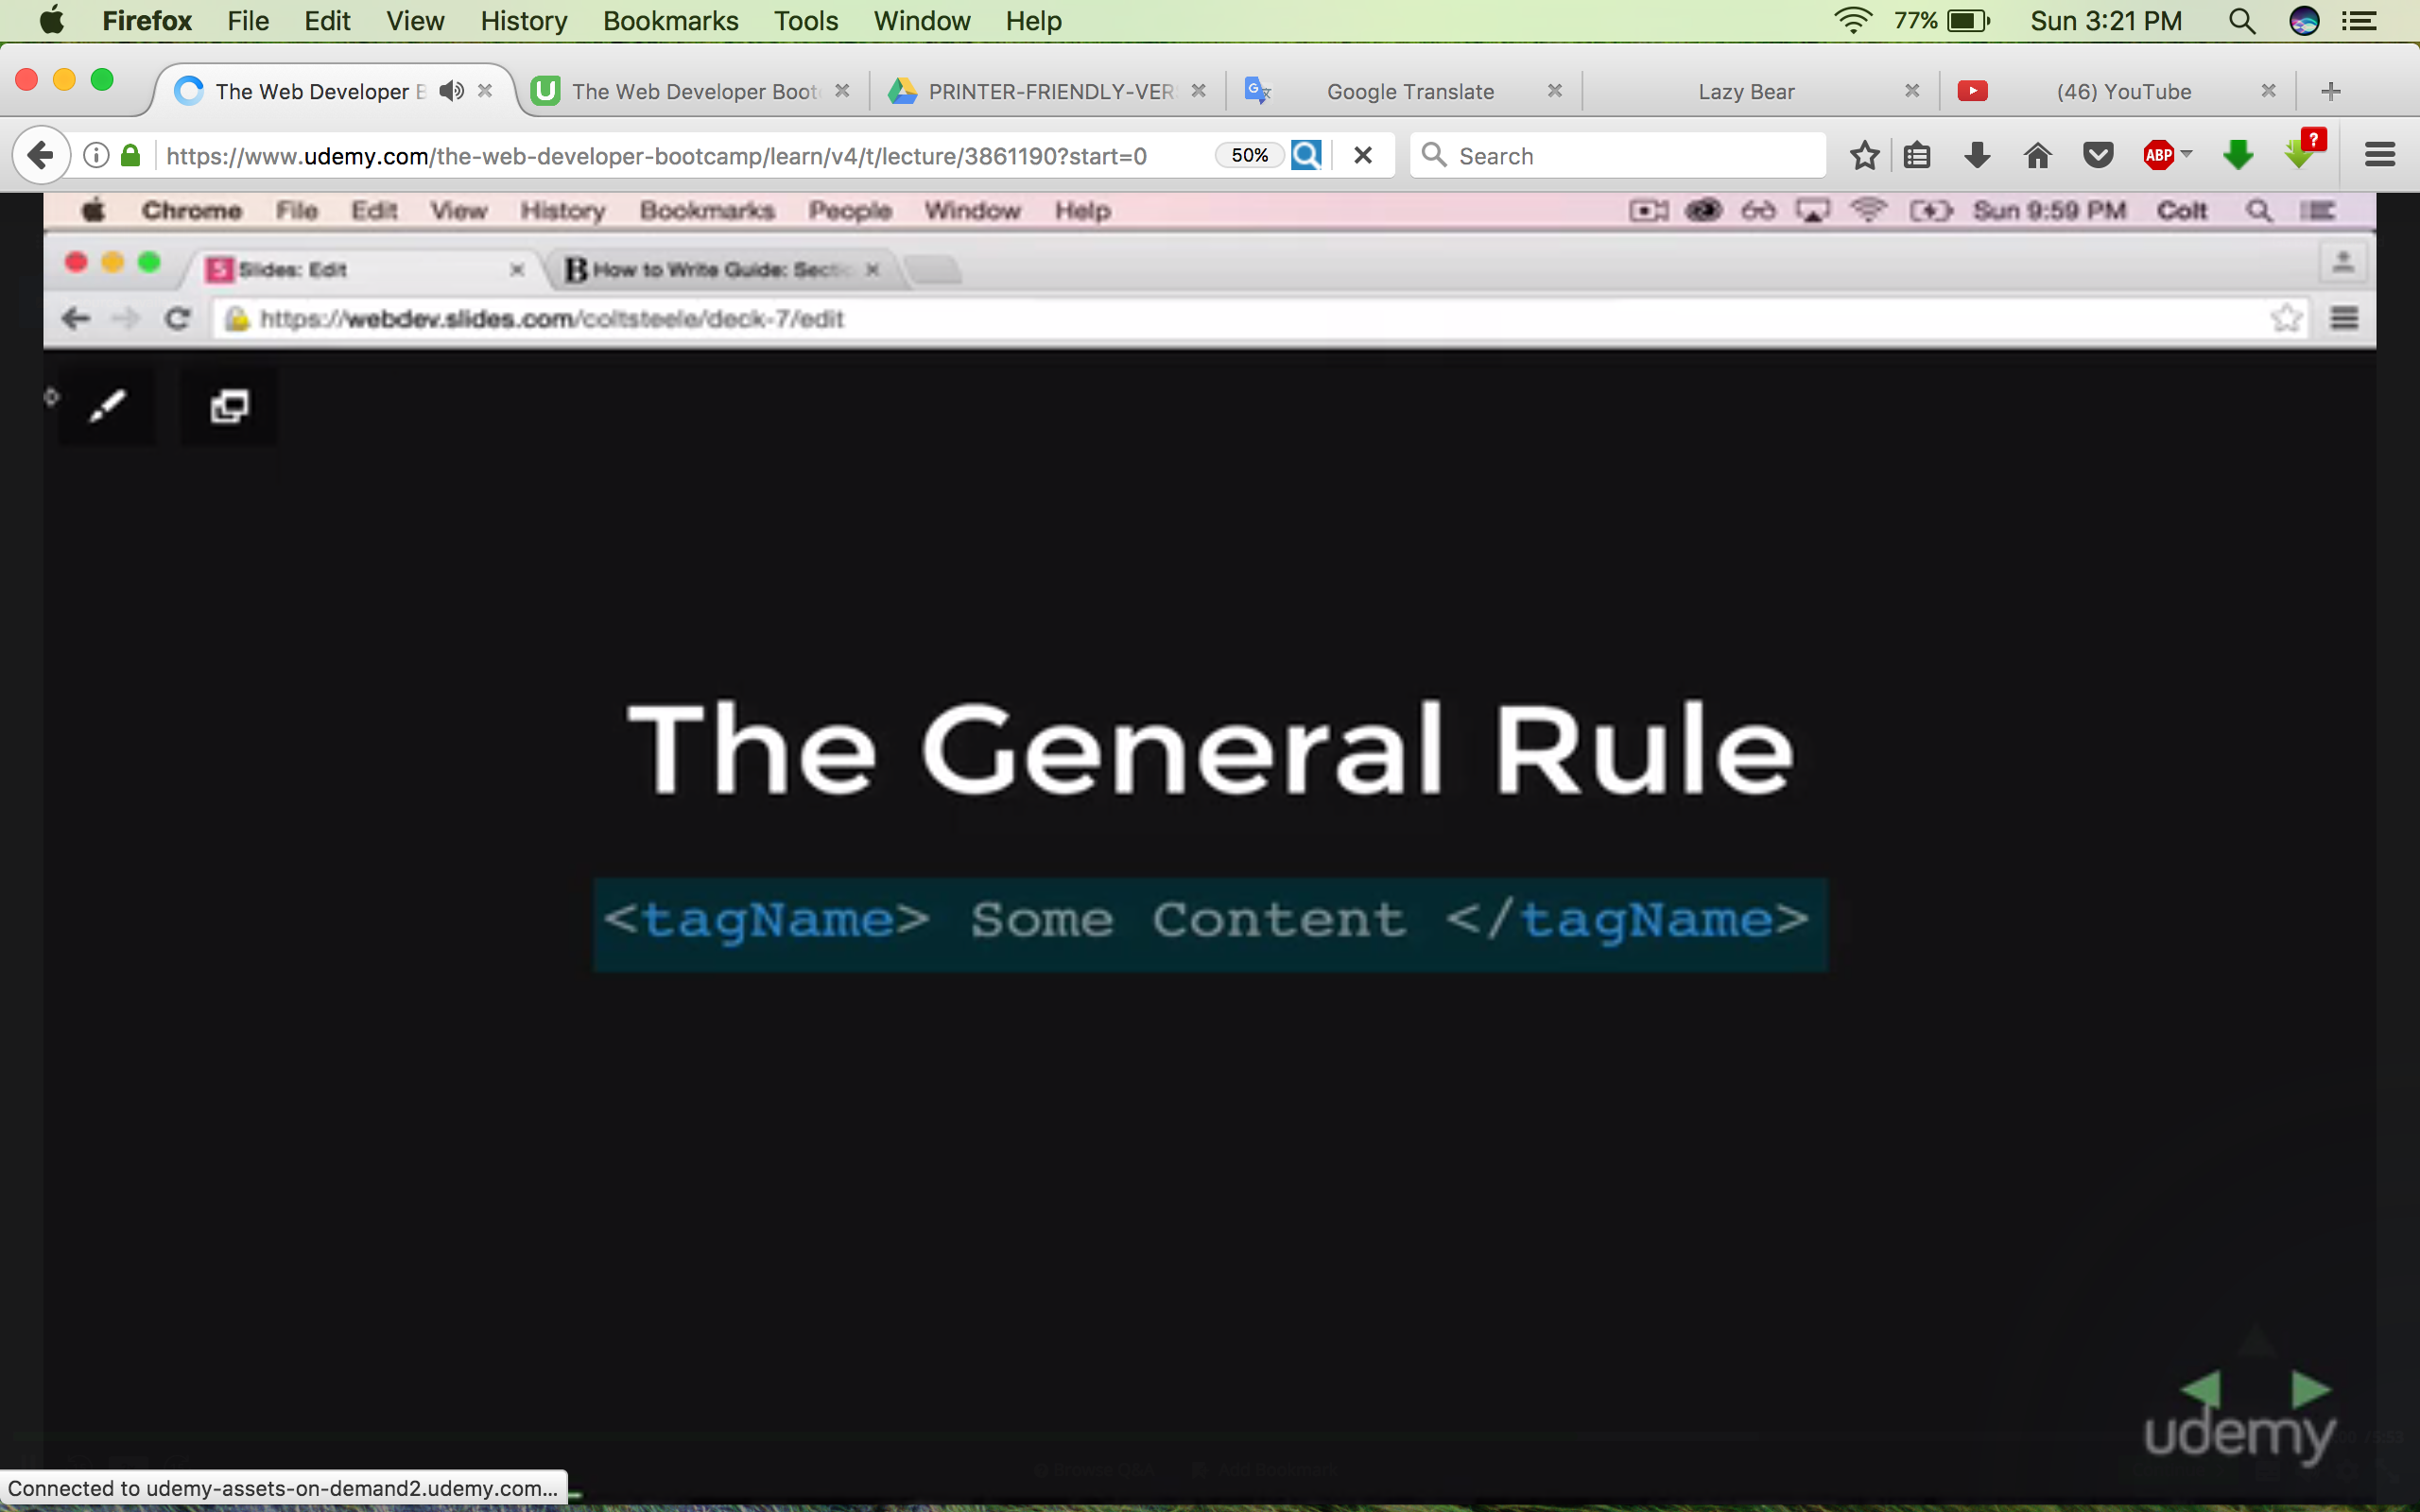 Firefox File Edit View History Bookmarks Tools Window Help 77% Sun 3:21 PM
The Web Developer B The Web Developer Boot PRINTER-FRIENDLY-VER Google Translate Lazy Bear (46) YouTube
https://www.udemy.com/the-web-developer-bootcamp/learn/v4/t/lecture/3861190?start=0 50% Search ABP ?
Chrome File Edit View History Bookmarks People Window Help Sun 9:59 PM Colt
Slides: Edit How to Write Guide: Secti
https://webdev.slides.com/coltsteele/deck-7/edit
The General Rule
<tagName> Some Content </tagName>
udemy
Connected to udemy-assets-on-demand2.udemy.com...